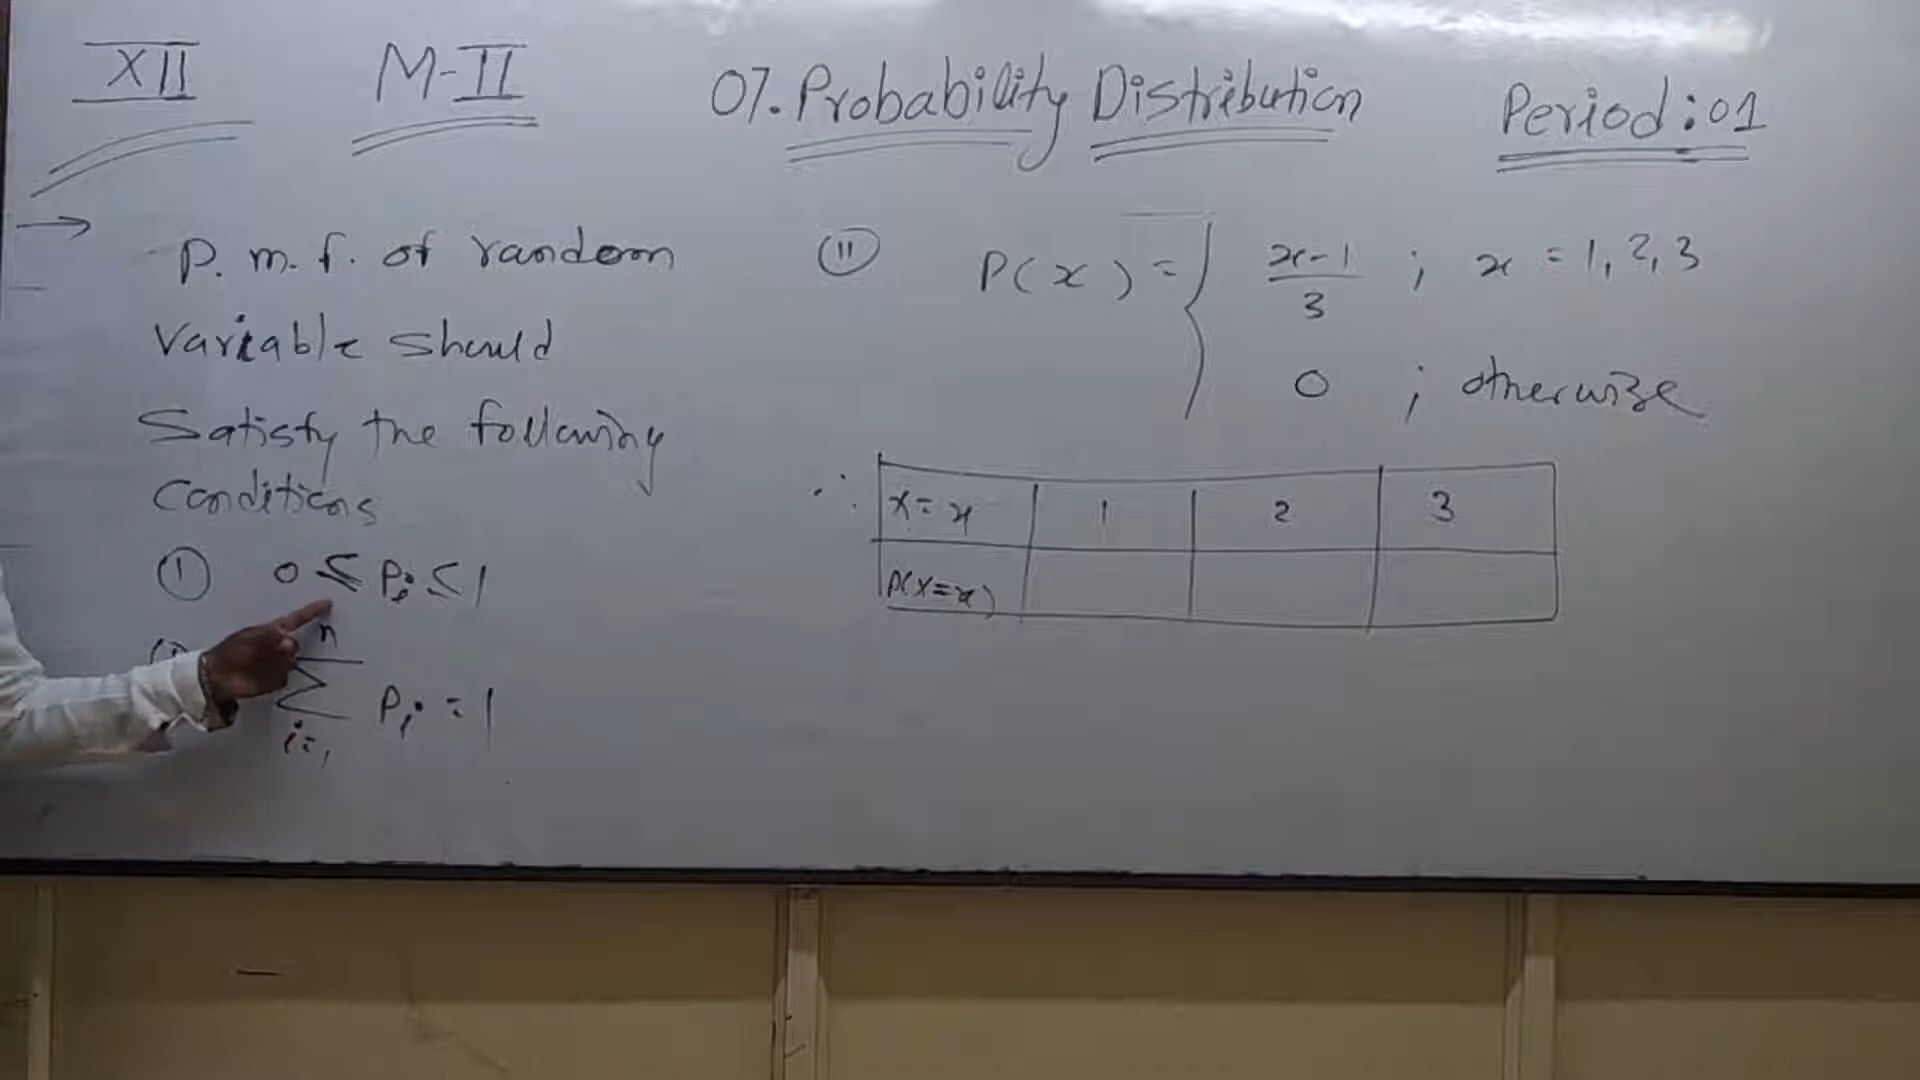 XII M-II 07. Probability Distribution Period : 01
→ P. m. f. of random
Variable should
Satisfy the following
Conditions
① 0 ≤ Pi ≤ 1
n
∑ Pi = 1
i=1
(II) P(x) = { x-1 / 3 ; x = 1, 2, 3
0 ; otherwise
∴ X = x 1 2 3
P(X=x)